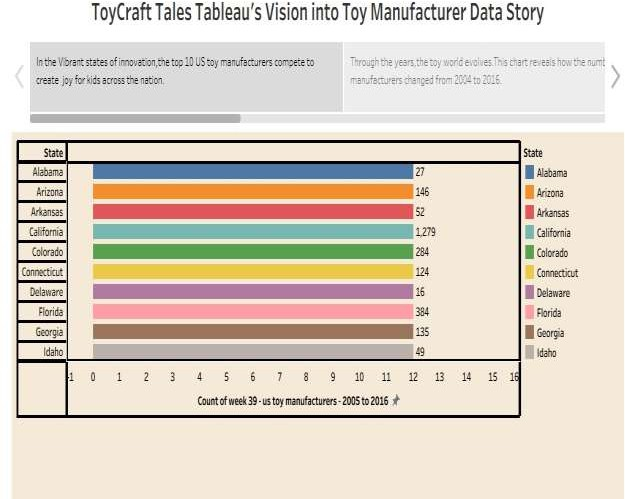 ToyCraft Tales Tableau's Vision into Toy Manufacturer Data Story
In the Vibrant states of innovation,the top 10 US toy manufacturers compete to
create joy for kids across the nation.
Through the years,the toy world evolves.This chart reveals how the numb
manufacturers changed from 2004 to 2016.
State
State
Alabama 27
Arizona 146
Arkansas 52
California 1,279
Colorado 284
Connecticut 124
Delaware 16
Florida 384
Georgia 135
Idaho 49
Alabama
Arizona
Arkansas
California
Colorado
Connecticut
Delaware
Florida
Georgia
Idaho
-1 0 1 2 3 4 5 6 7 8 9 10 11 12 13 14 15 16
Count of week 39 - us toy manufacturers - 2005 to 2016